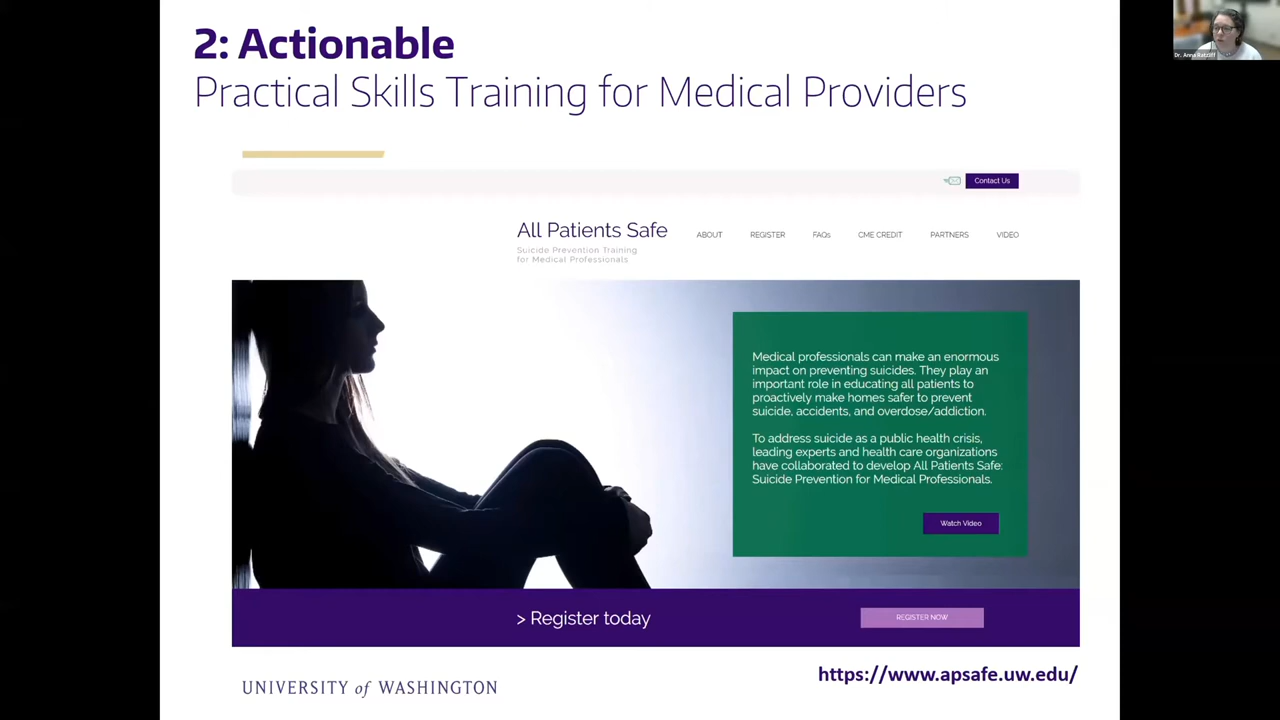 2: Actionable
Practical Skills Training for Medical Providers
Dr. Anna Ratzliff
Contact Us
All Patients Safe
Suicide Prevention Training
for Medical Professionals
ABOUT
REGISTER
FAQs
CME CREDIT
PARTNERS
VIDEO
Medical professionals can make an enormous
impact on preventing suicides. They play an
important role in educating all patients to
proactively make homes safer to prevent
suicide, accidents, and overdose/addiction.
To address suicide as a public health crisis,
leading experts and health care organizations
have collaborated to develop All Patients Safe:
Suicide Prevention for Medical Professionals.
Watch Video
> Register today
REGISTER NOW
https://www.apsafe.uw.edu/
UNIVERSITY of WASHINGTON